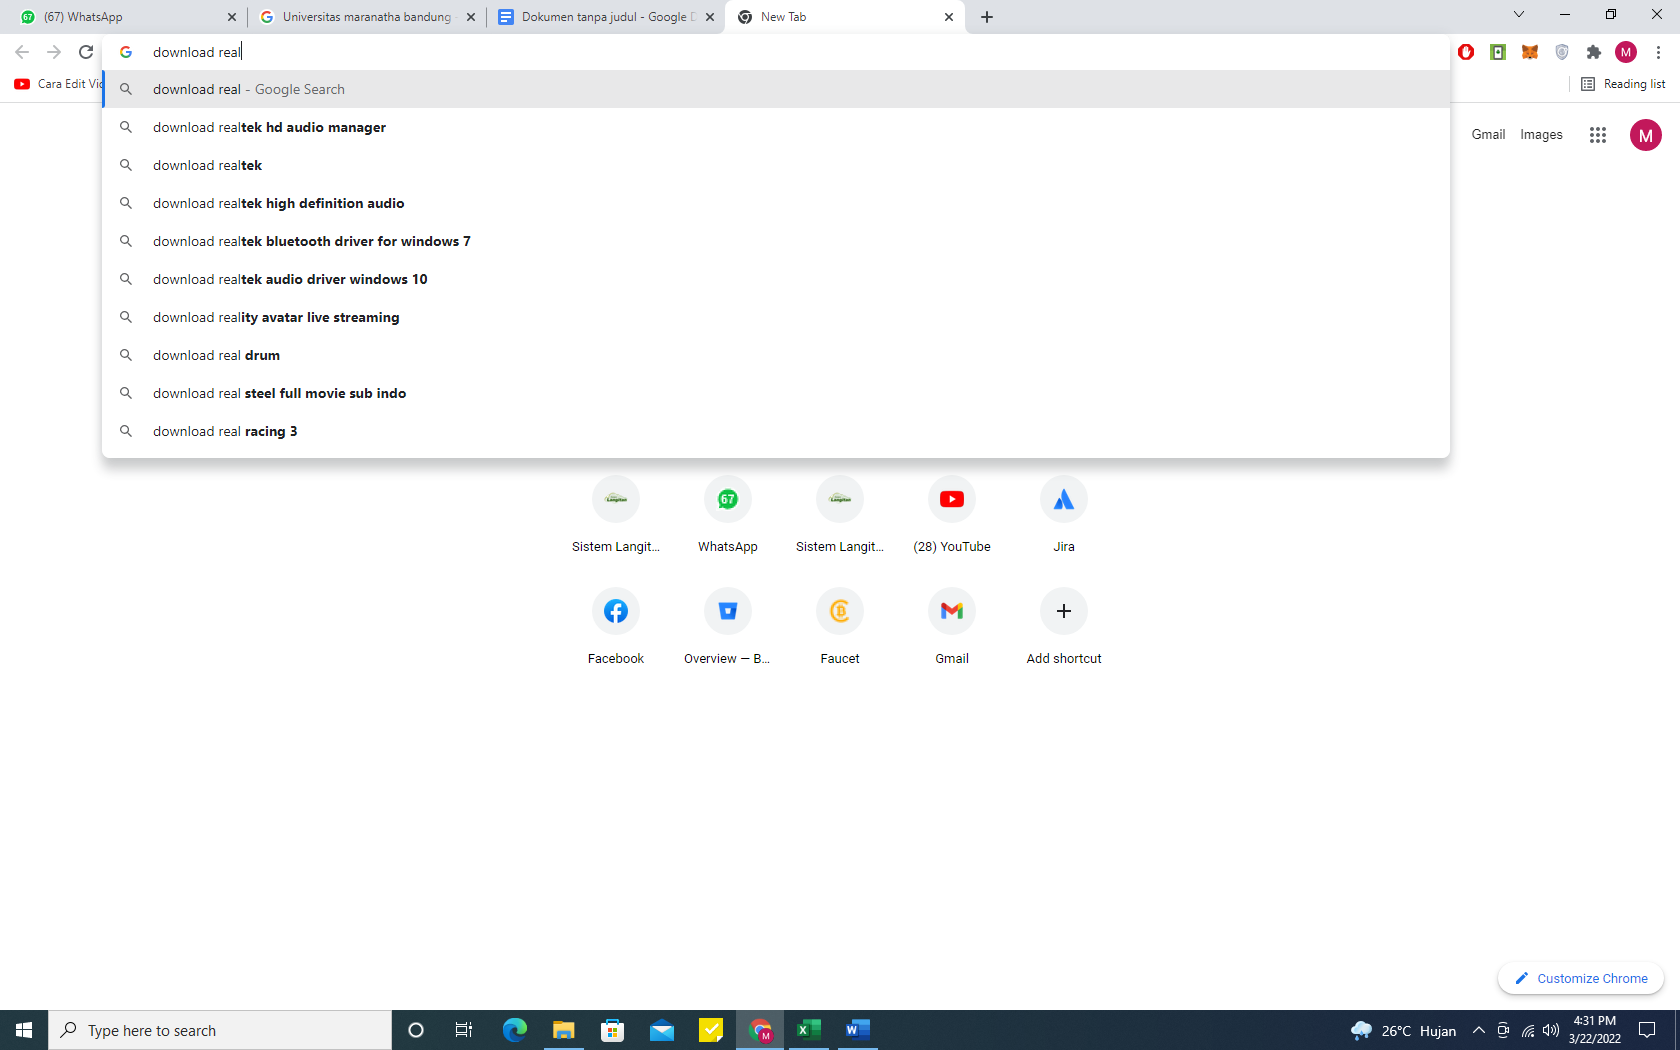 (67) WhatsApp
Universitas maranatha bandung
Dokumen tanpa judul - Google D
New Tab
download real
Cara Edit Vid
Reading list
download real - Google Search
download realtek hd audio manager
download realtek
download realtek high definition audio
download realtek bluetooth driver for windows 7
download realtek audio driver windows 10
download reality avatar live streaming
download real drum
download real steel full movie sub indo
download real racing 3
Gmail Images
M
M
Sistem Langit...
67
WhatsApp
Sistem Langit...
(28) YouTube
Jira
Facebook
Overview — B...
Faucet
Gmail
Add shortcut
Customize Chrome
Type here to search
26°C Hujan
4:31 PM
3/22/2022